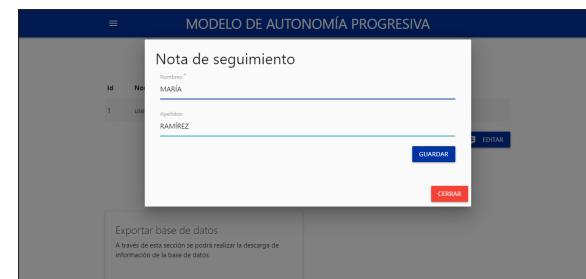 MODELO DE AUTONOMÍA PROGRESIVA
Nota de seguimiento
Nombres: *
MARÍA
Id
1
Apellidos:
RAMÍREZ
EDITAR
GUARDAR
CERRAR
Exportar base de datos
A través de esta sección se podrá realizar la descarga de
información de la base de datos